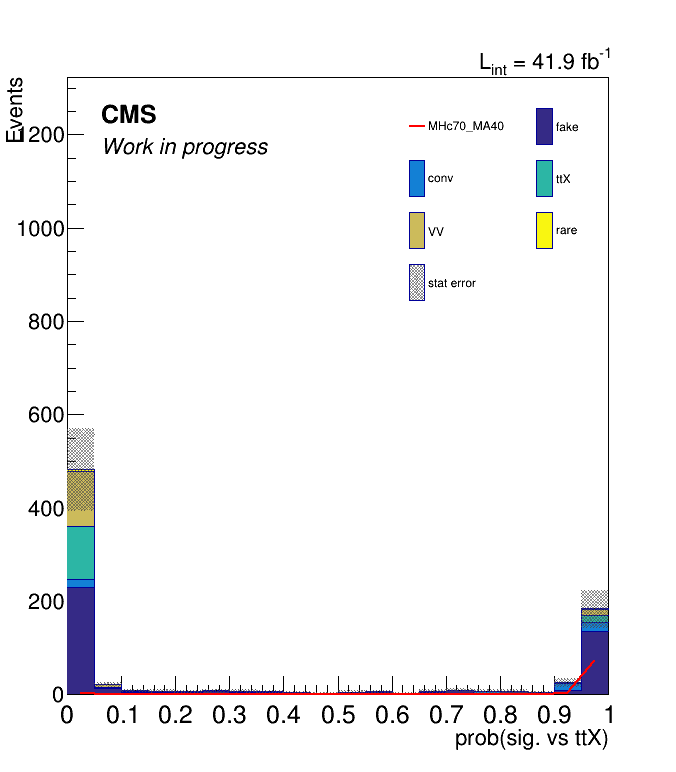 L_int = 41.9 fb^-1
Events
CMS
Work in progress
MHc70_MA40
fake
conv
ttX
VV
rare
stat error
1200
1000
800
600
400
200
0
0 0.1 0.2 0.3 0.4 0.5 0.6 0.7 0.8 0.9 1
prob(sig. vs ttX)